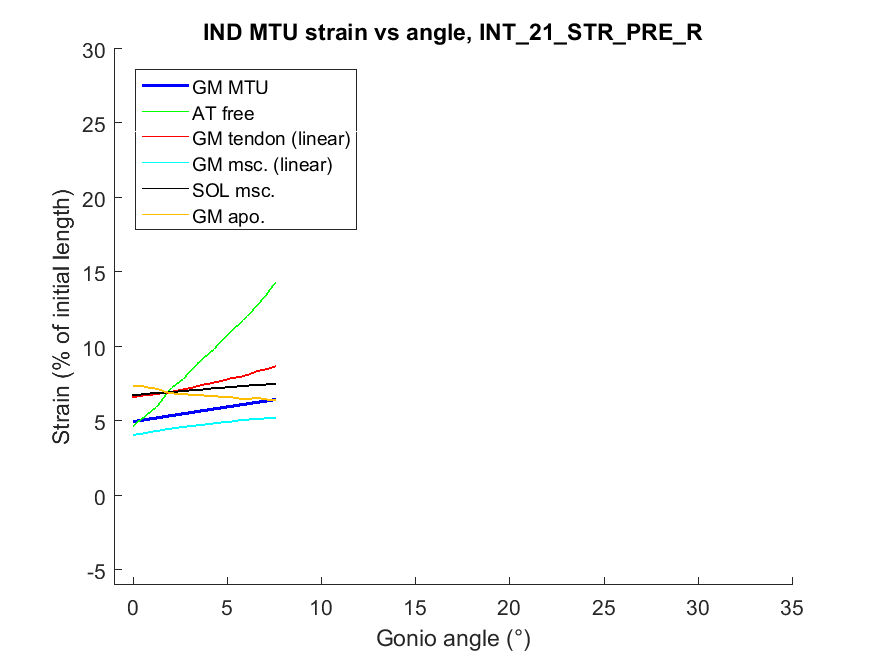 IND MTU strain vs angle, INT_21_STR_PRE_R
30
25
20
15
10
5
0
-5
Strain (% of initial length)
GM MTU
AT free
GM tendon (linear)
GM msc. (linear)
SOL msc.
GM apo.
0 5 10 15 20 25 30 35
Gonio angle (°)